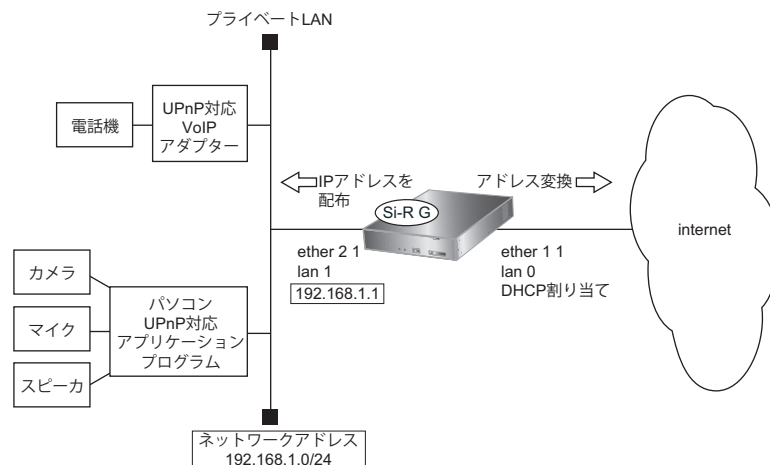 プライベートLAN
電話機
UPnP対応
VoIP
アダプター
IPアドレスを
配布
アドレス変換
Si-R G
internet
ether 2 1
lan 1
192.168.1.1
ether 1 1
lan 0
DHCP割り当て
カメラ
マイク
スピーカ
パソコン
UPnP対応
アプリケーション
プログラム
ネットワークアドレス
192.168.1.0/24